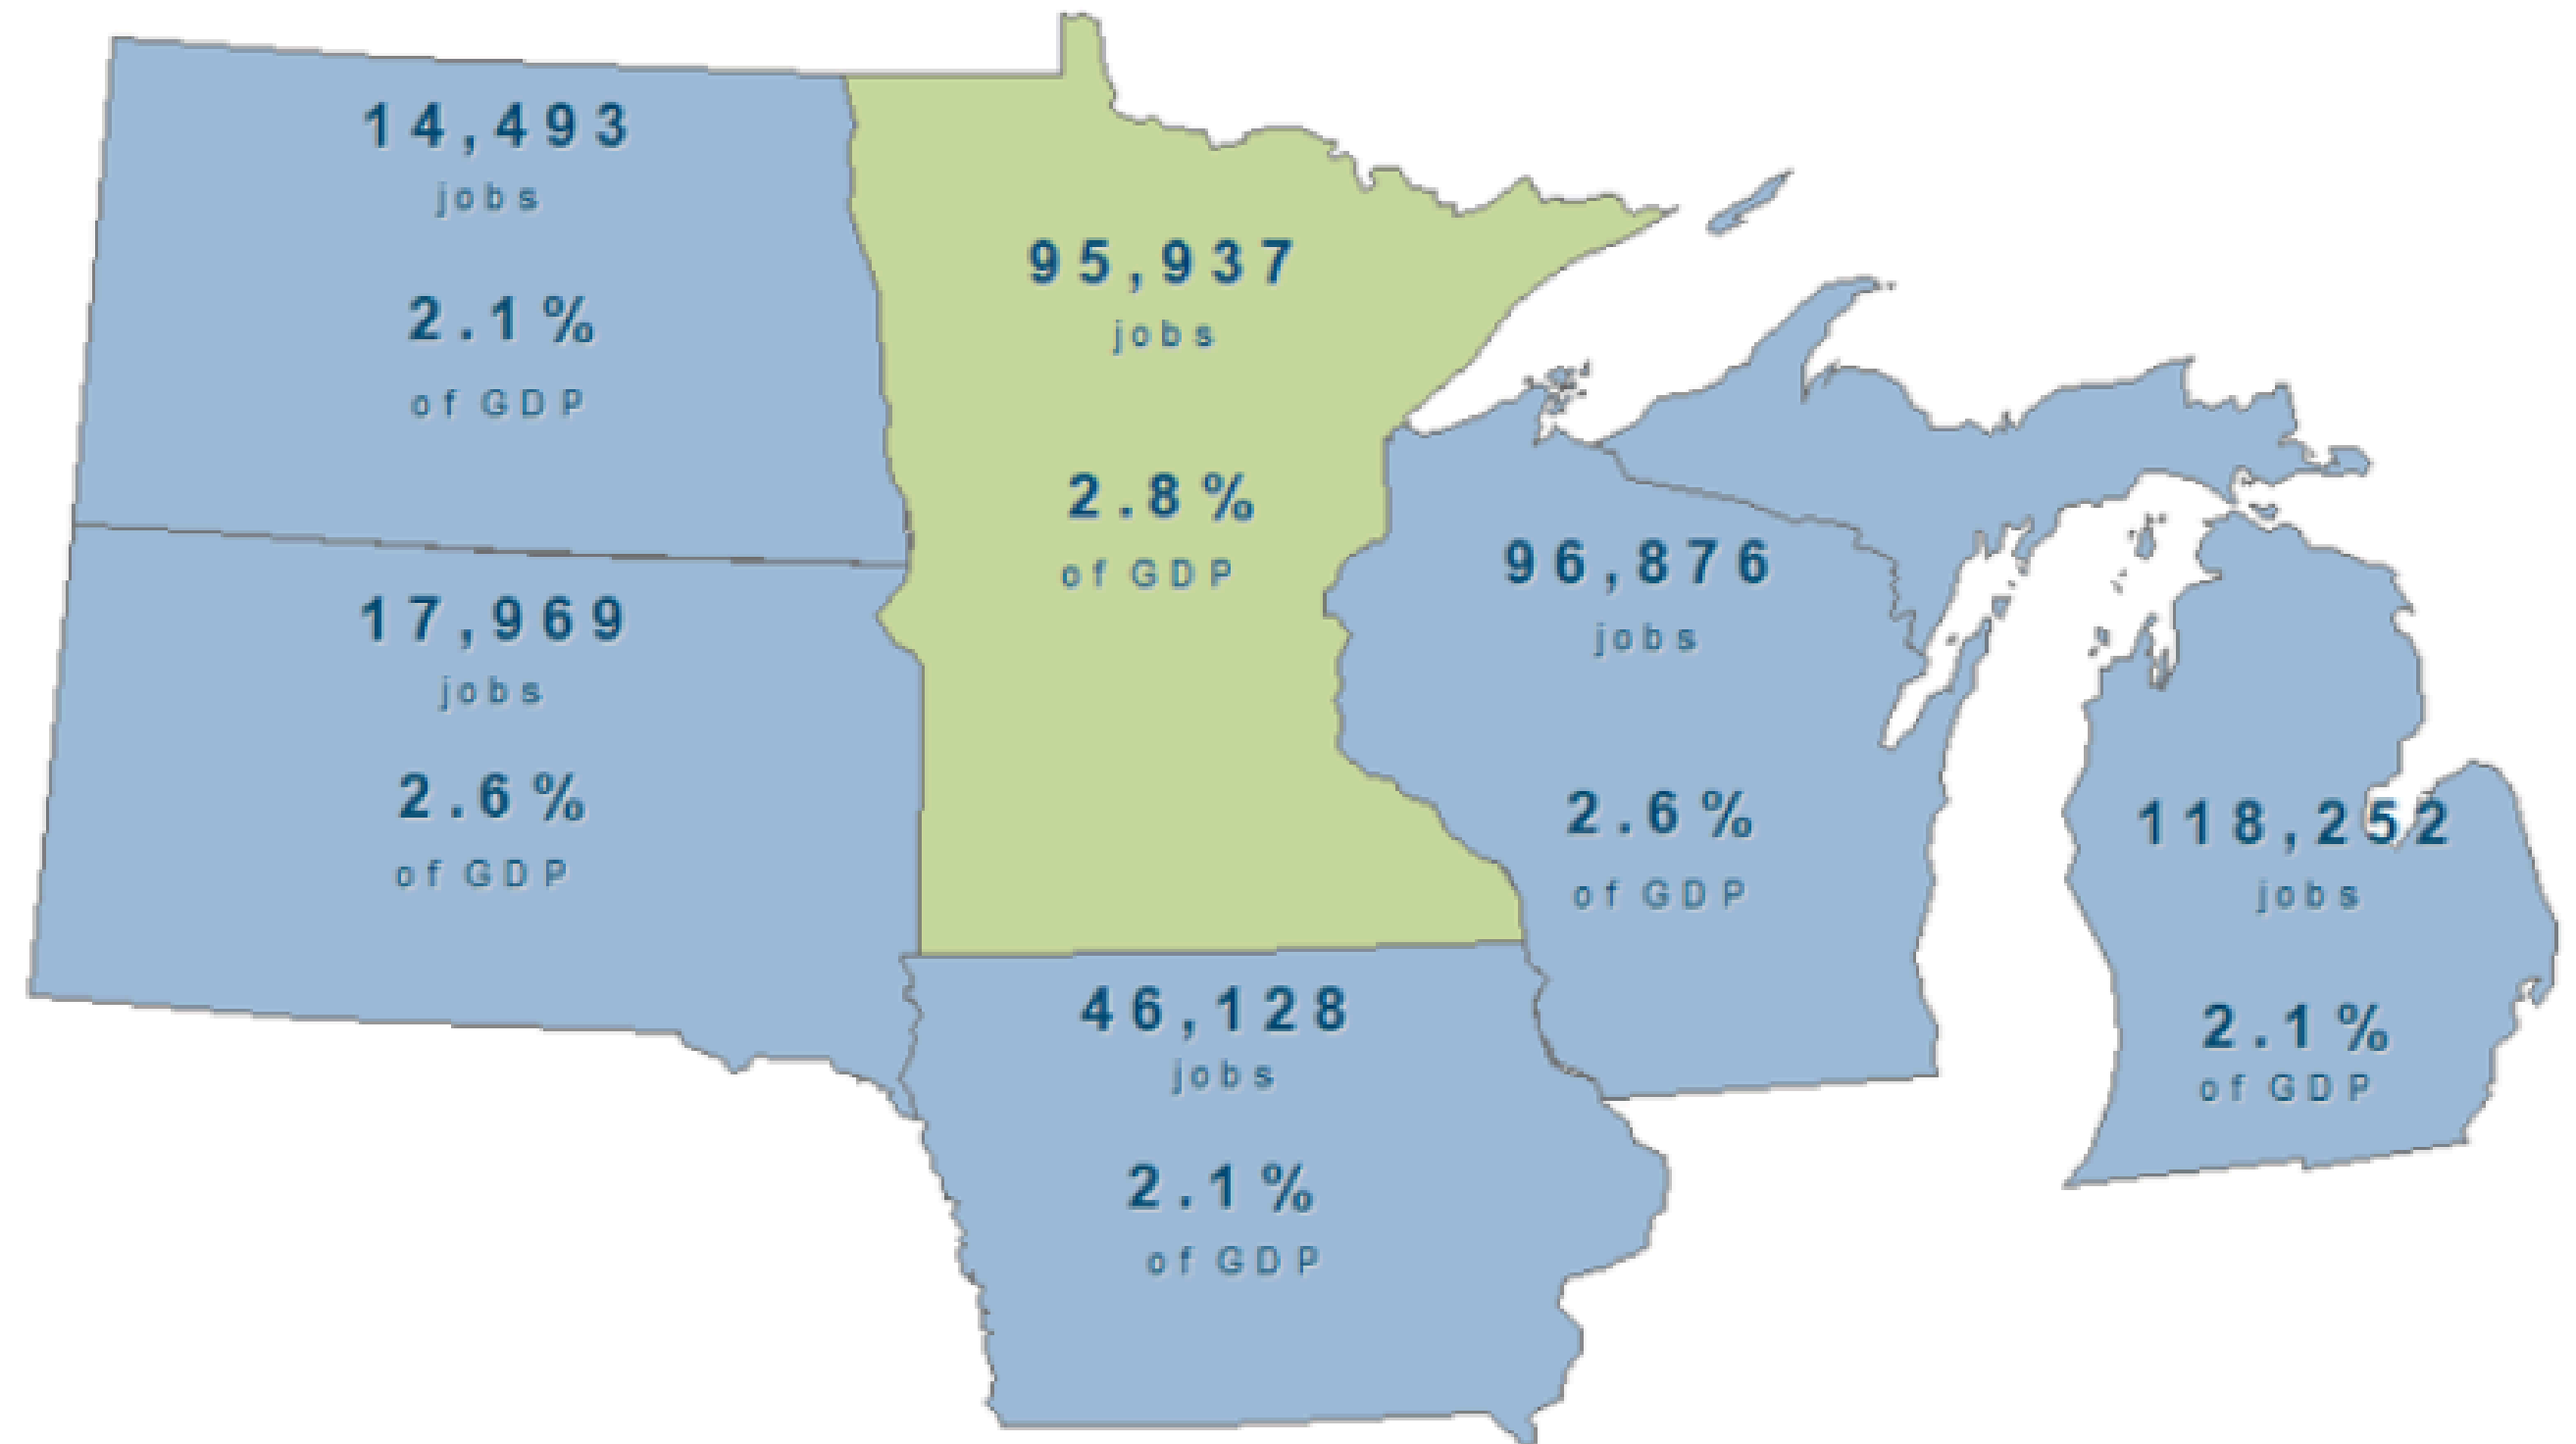 14,493
jobs
2.1%
of GDP
95,937
jobs
2.8%
of GDP
96,876
jobs
2.6%
of GDP
17,969
jobs
2.6%
of GDP
118,252
jobs
2.1%
of GDP
46,128
jobs
2.1%
of GDP